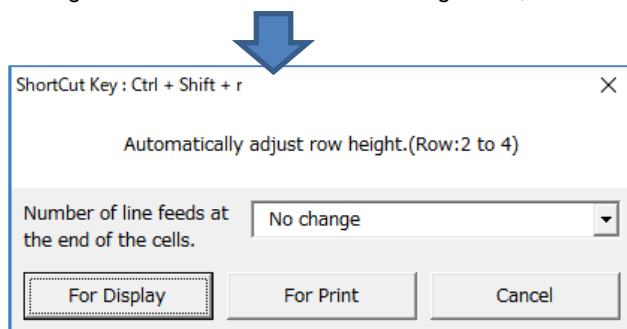 ShortCut Key : Ctrl + Shift + r
Automatically adjust row height.(Row:2 to 4)
Number of line feeds at
the end of the cells.
No change
For Display
For Print
Cancel